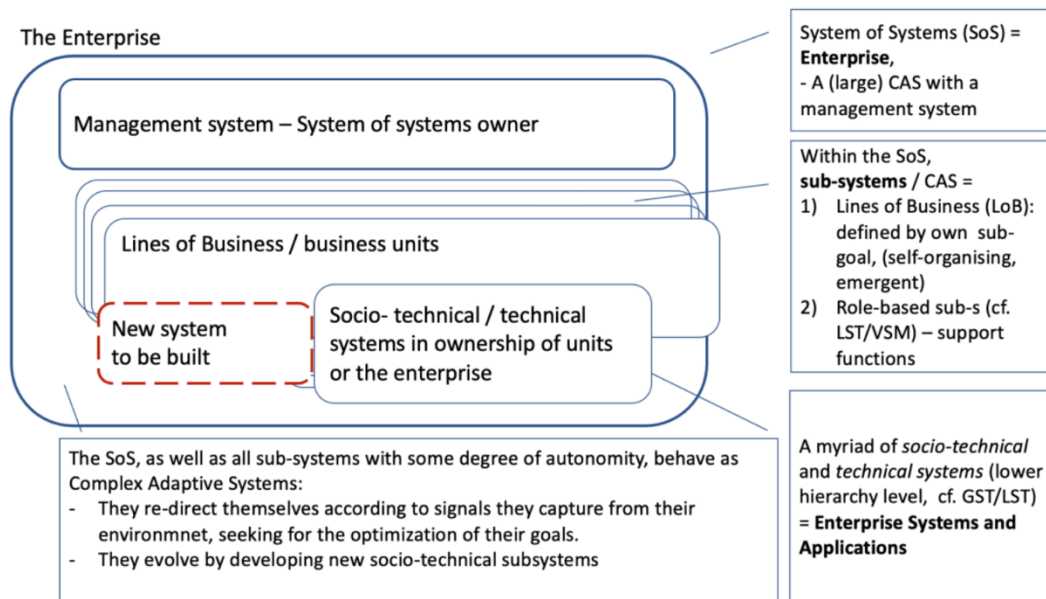 The Enterprise
Management system – System of systems owner
Lines of Business / business units
New system
to be built
Socio- technical / technical
systems in ownership of units
or the enterprise
System of Systems (SoS) =
Enterprise,
- A (large) CAS with a
management system
Within the SoS,
sub-systems / CAS =
1) Lines of Business (LoB):
defined by own sub-
goal, (self-organising,
emergent)
2) Role-based sub-s (cf.
LST/VSM) – support
functions
A myriad of socio-technical
and technical systems (lower
hierarchy level, cf. GST/LST)
= Enterprise Systems and
Applications
The SoS, as well as all sub-systems with some degree of autonomity, behave as
Complex Adaptive Systems:
- They re-direct themselves according to signals they capture from their
environmnet, seeking for the optimization of their goals.
- They evolve by developing new socio-technical subsystems